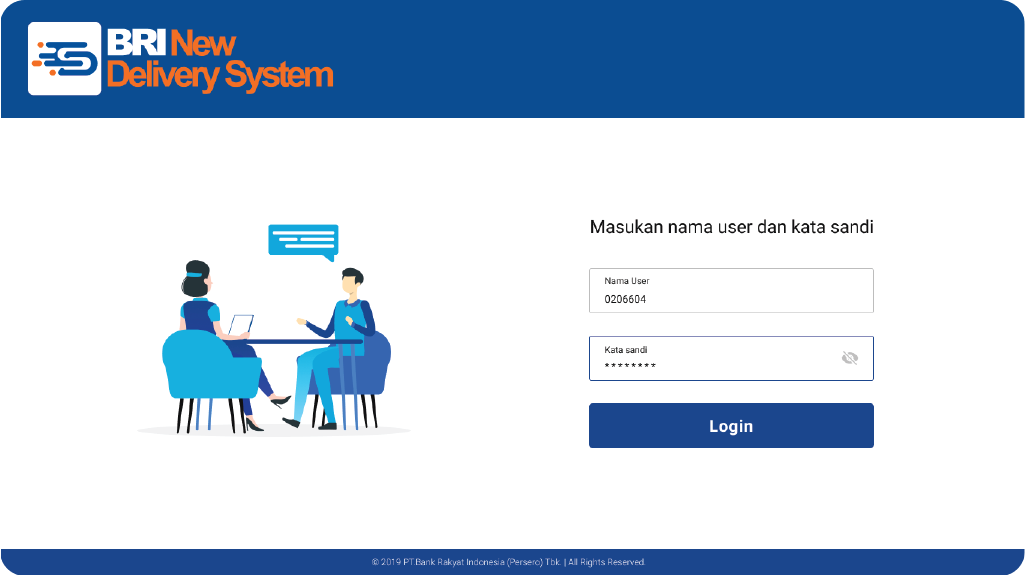 BRI New
Delivery System
Masukan nama user dan kata sandi
Nama User
0206604
Kata sandi
********
Login
© 2019 PT.Bank Rakyat Indonesia (Persero) Tbk. | All Rights Reserved.